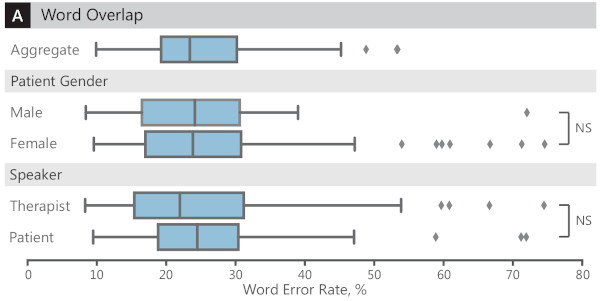 A Word Overlap
Aggregate
Patient Gender
Male
NS
Female
Speaker
Therapist
NS
Patient
0 10 20 30 40 50 60 70 80
Word Error Rate, %